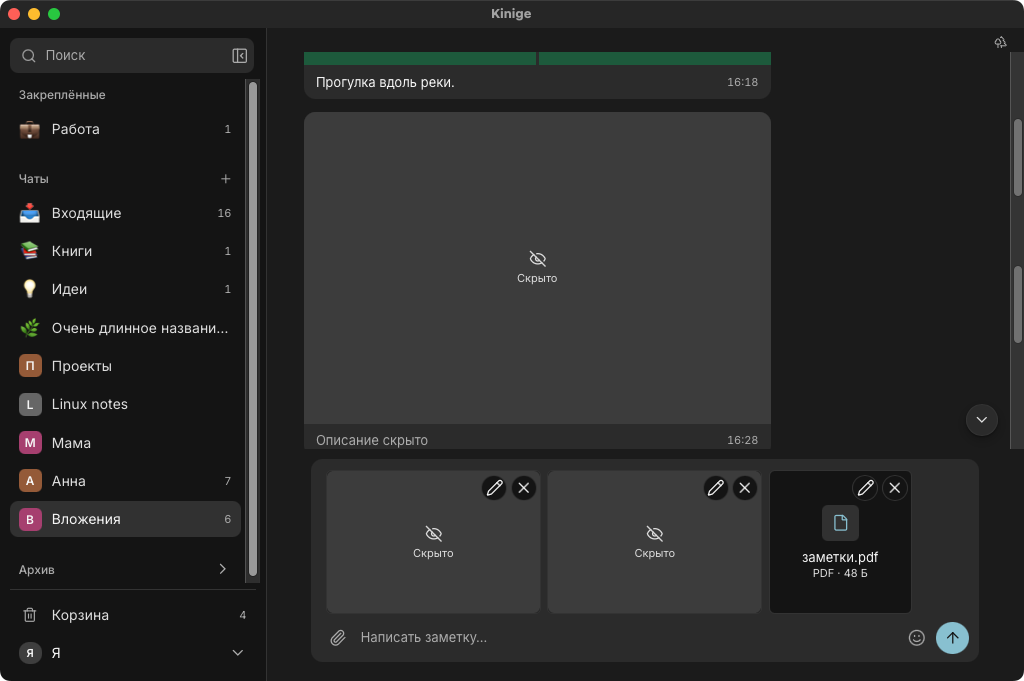 Kinige
Поиск
Закреплённые
Работа 1
Чаты +
Входящие 16
Книги 1
Идеи 1
Очень длинное названи...
П Проекты
L Linux notes
М Мама
А Анна 7
В Вложения 6
Архив
Корзина 4
Я Я
Прогулка вдоль реки. 16:18
Скрыто
Описание скрыто 16:28
Скрыто
Скрыто
заметки.pdf
PDF · 48 Б
Написать заметку...